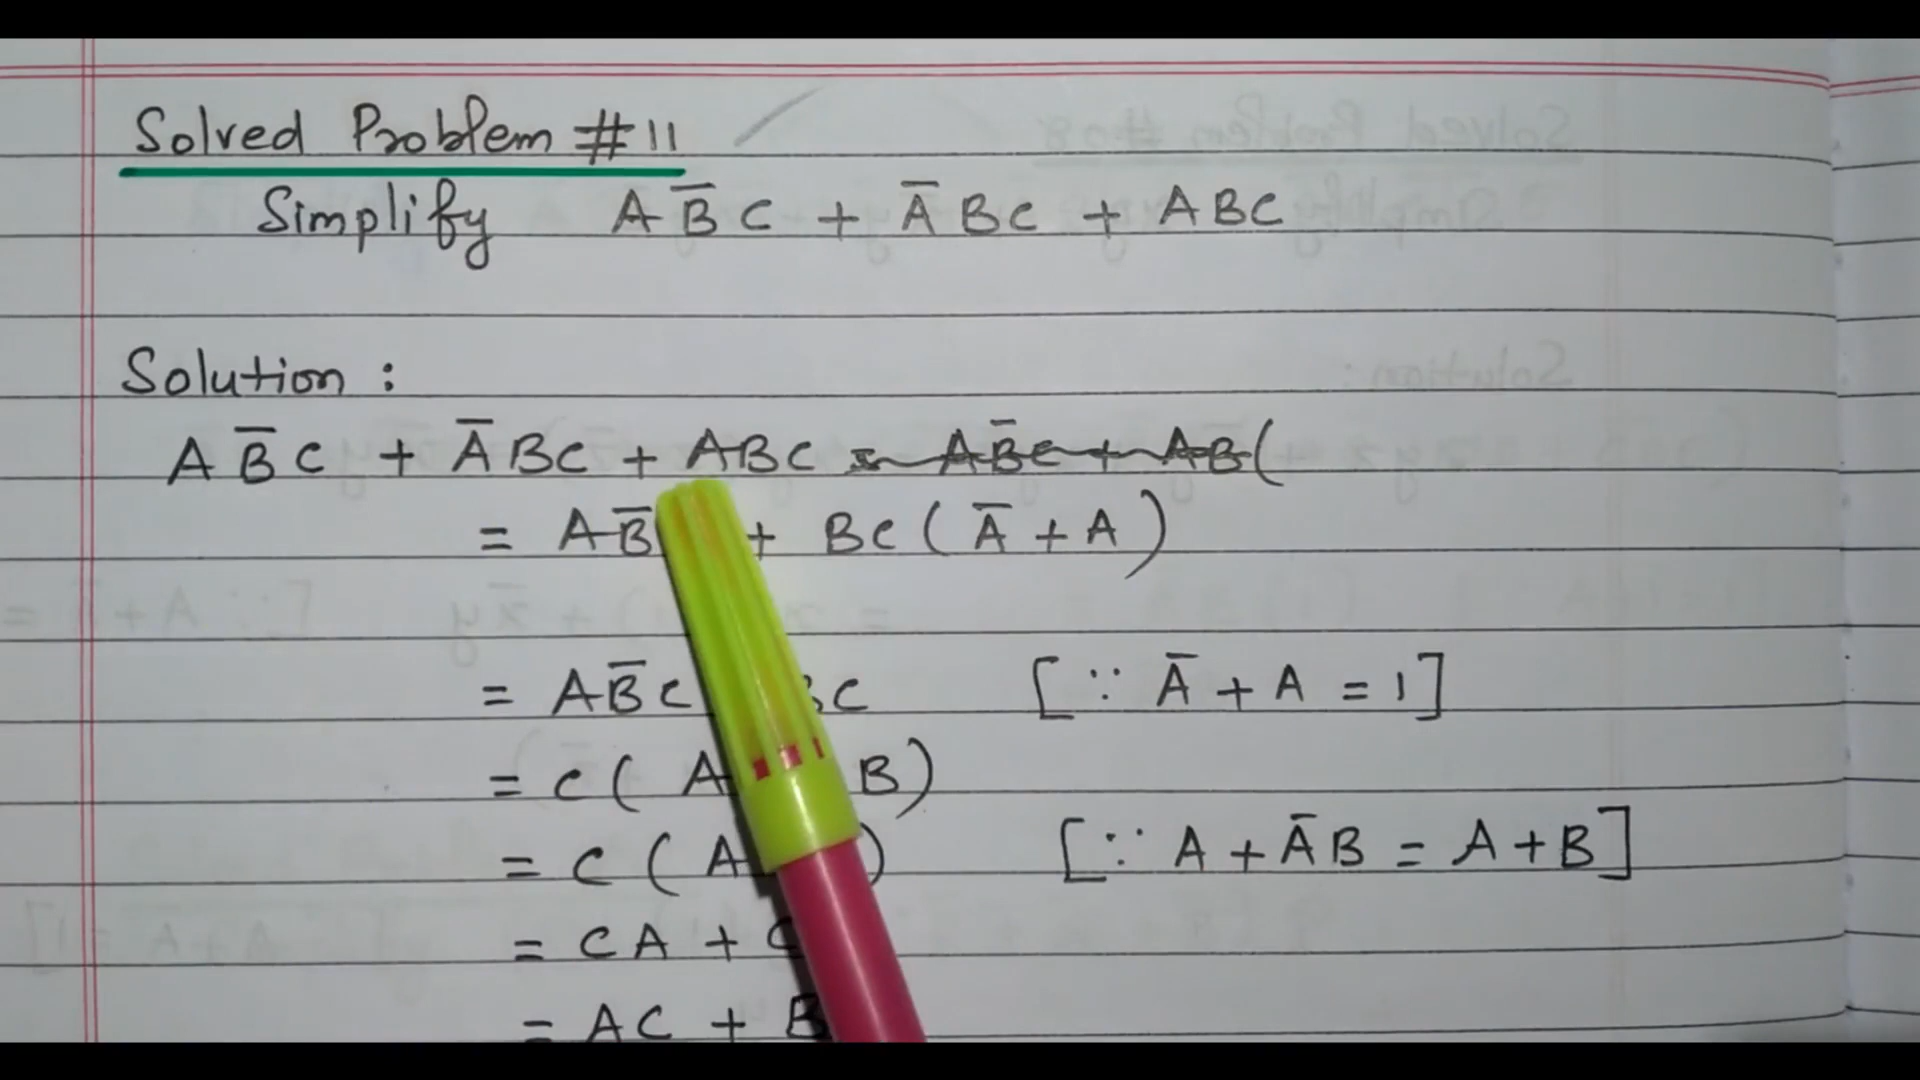 Solved Problem #11
Simplify A B̅ C + A̅ B C + A B C
Solution :
A B̅ C + A̅ B C + A B C = A B̅ C + A B (
= A B̅ + B C ( A̅ + A )
= A B̅ C B C [ ∵ A̅ + A = 1 ]
= C ( A B )
= C ( A ) [ ∵ A + A̅ B = A + B ]
= C A + C
= A C + B